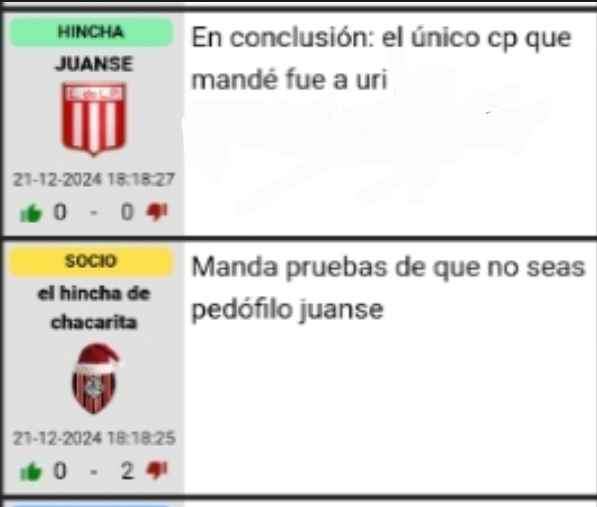 HINCHA
JUANSE
E. de L.P.
21-12-2024 18:18:27
0 - 0
En conclusión: el único cp que
mandé fue a uri
SOCIO
el hincha de
chacarita
21-12-2024 18:18:25
0 - 2
Manda pruebas de que no seas
pedófilo juanse